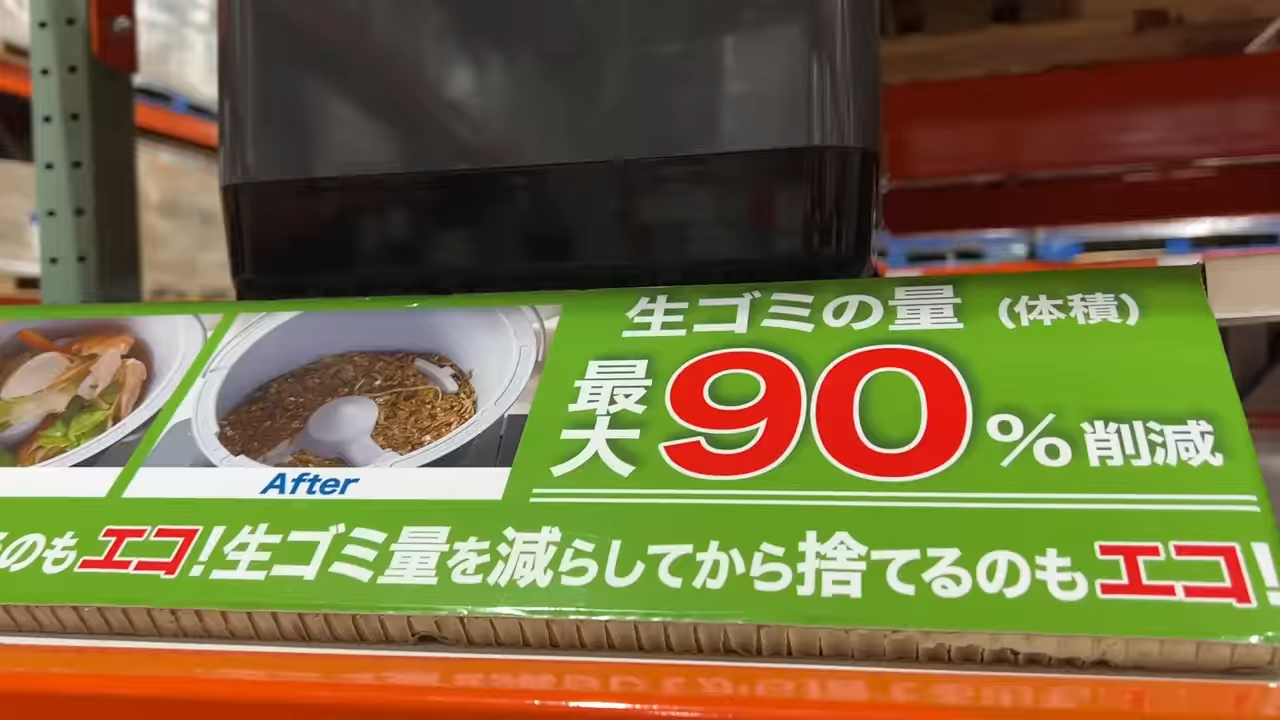 生ゴミの量 (体積)
最大90%削減
After
るのもエコ!生ゴミ量を減らしてから捨てるのもエコ!